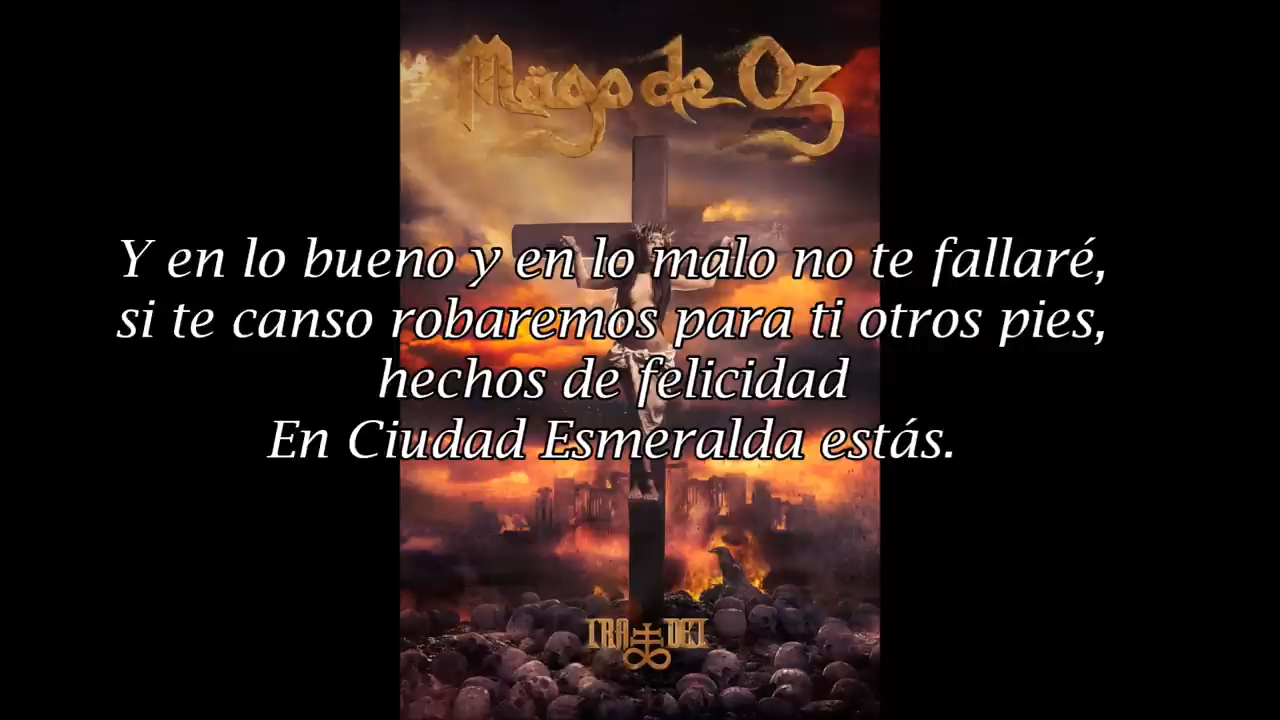 Mägo de Oz
Y en lo bueno y en lo malo no te fallaré,
si te canso robaremos para ti otros pies,
hechos de felicidad
En Ciudad Esmeralda estás.
IRA DEI